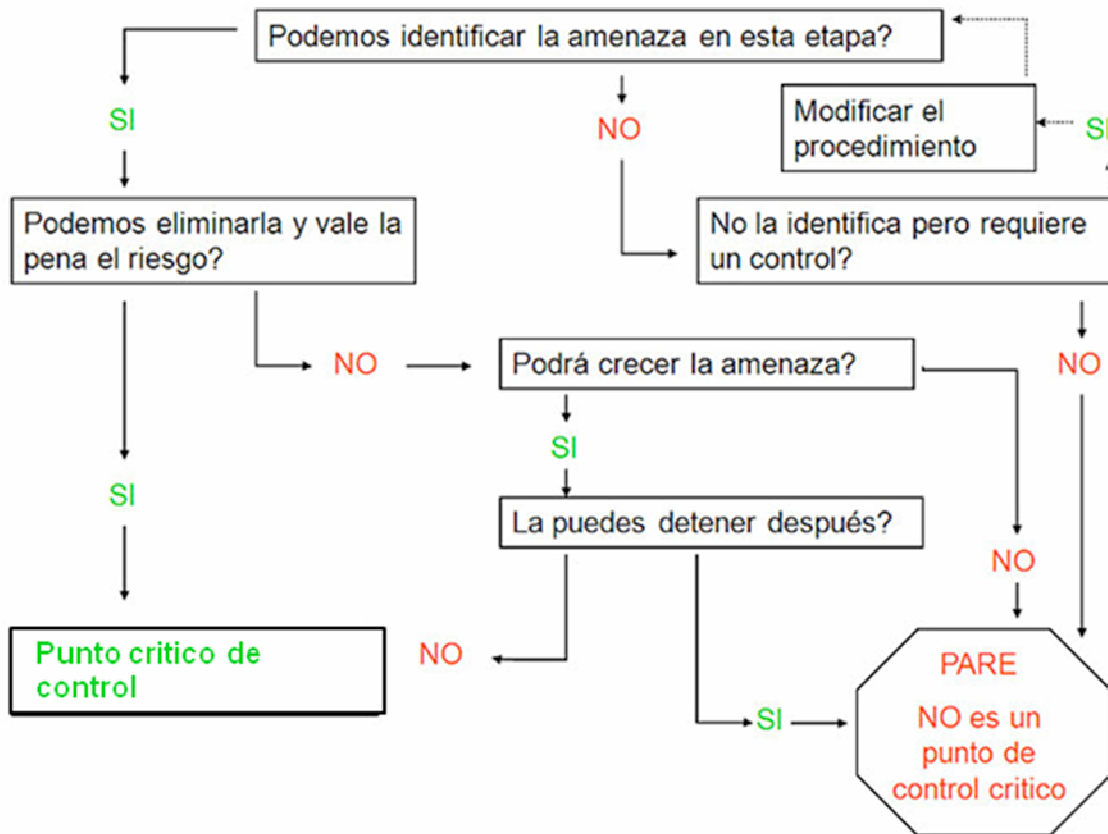 Podemos identificar la amenaza en esta etapa?
SI
NO
Modificar el
procedimiento
SI
Podemos eliminarla y vale la
pena el riesgo?
No la identifica pero requiere
un control?
NO
Podrá crecer la amenaza?
NO
SI
SI
La puedes detener después?
NO
Punto critico de
control
NO
SI
PARE
NO es un
punto de
control critico